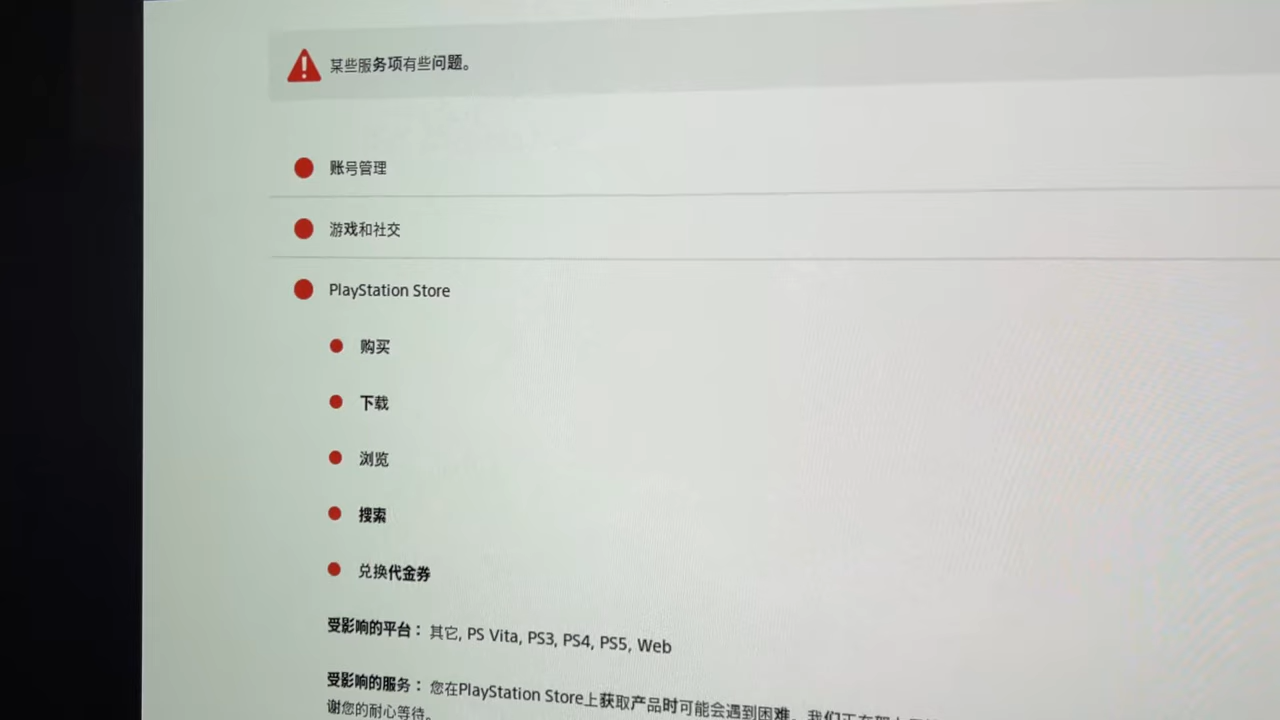 某些服务项有些问题。
账号管理
游戏和社交
PlayStation Store
购买
下载
浏览
搜索
兑换代金券
受影响的平台： 其它, PS Vita, PS3, PS4, PS5, Web
受影响的服务： 您在PlayStation Store上获取产品时可能会遇到困难。我们正在努
谢您的耐心等待。